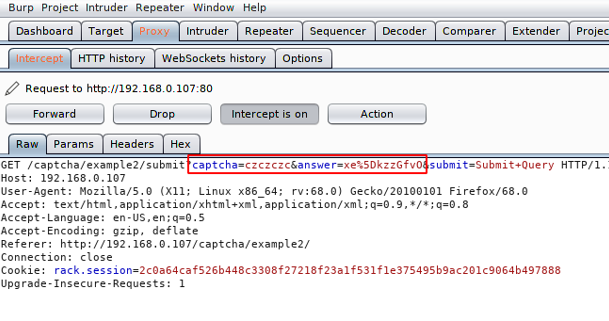 Burp Project Intruder Repeater Window Help
Dashboard Target Proxy Intruder Repeater Sequencer Decoder Comparer Extender Projec
Intercept HTTP history WebSockets history Options
Request to http://192.168.0.107:80
Forward Drop Intercept is on Action
Raw Params Headers Hex
GET /captcha/example2/submit?captcha=czczczc&answer=xe%5DkzzGfvO&submit=Submit+Query HTTP/1.
Host: 192.168.0.107
User-Agent: Mozilla/5.0 (X11; Linux x86_64; rv:68.0) Gecko/20100101 Firefox/68.0
Accept: text/html,application/xhtml+xml,application/xml;q=0.9,*/*;q=0.8
Accept-Language: en-US,en;q=0.5
Accept-Encoding: gzip, deflate
Referer: http://192.168.0.107/captcha/example2/
Connection: close
Cookie: rack.session=2c0a64caf526b448c3308f27218f23a1f531f1e375495b9ac201c9064b497888
Upgrade-Insecure-Requests: 1